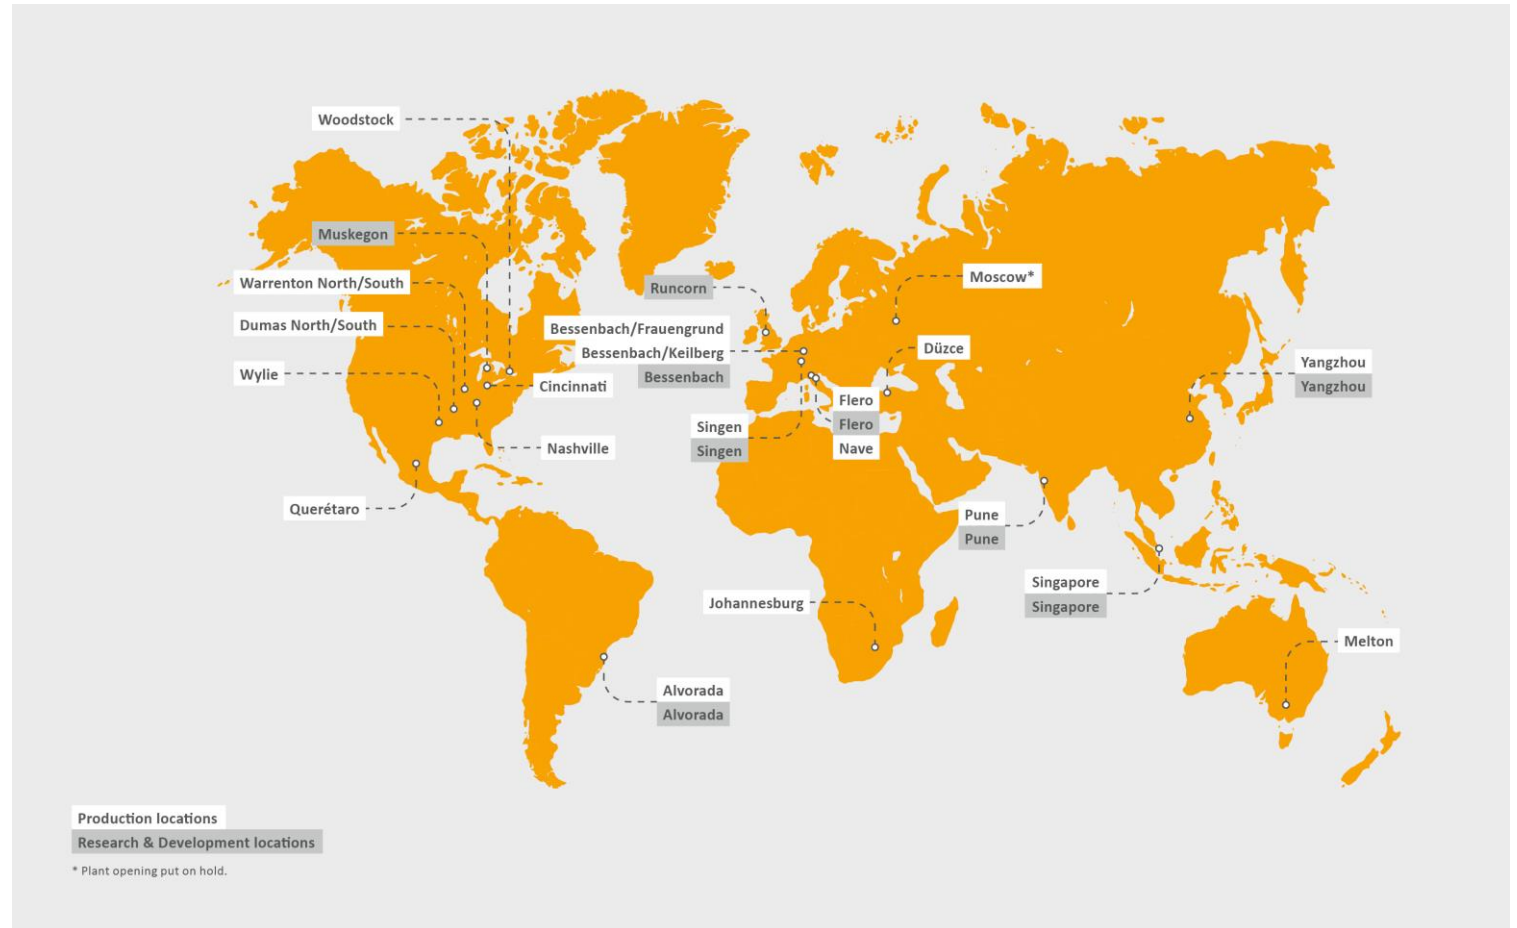 Woodstock
Muskegon
Warrenton North/South
Dumas North/South
Wylie
Cincinnati
Nashville
Querétaro
Runcorn
Bessenbach/Frauengrund
Bessenbach/Keilberg
Bessenbach
Singen
Singen
Flero
Flero
Nave
Moscow*
Düzce
Yangzhou
Yangzhou
Pune
Pune
Singapore
Singapore
Johannesburg
Melton
Alvorada
Alvorada
Production locations
Research & Development locations
* Plant opening put on hold.